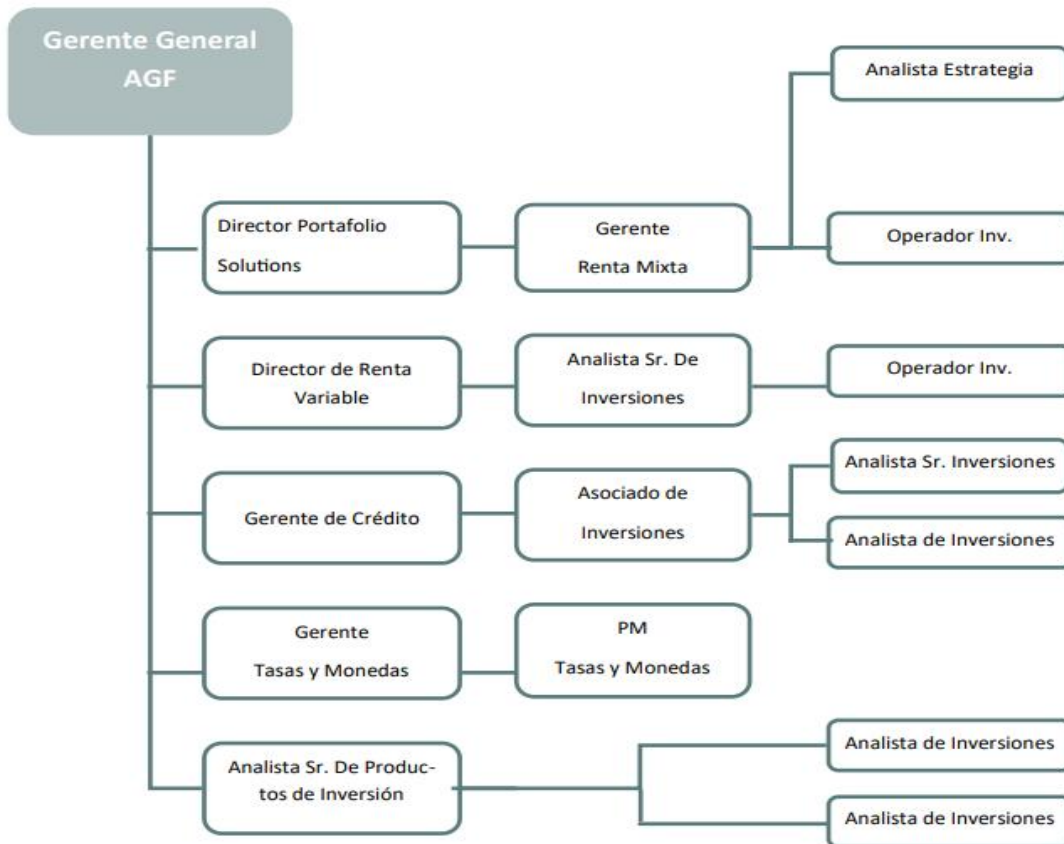 Gerente General
AGF
Analista Estrategia
Director Portafolio
Solutions
Gerente
Renta Mixta
Operador Inv.
Director de Renta
Variable
Analista Sr. De
Inversiones
Operador Inv.
Gerente de Crédito
Asociado de
Inversiones
Analista Sr. Inversiones
Analista de Inversiones
Gerente
Tasas y Monedas
PM
Tasas y Monedas
Analista Sr. De Produc-
tos de Inversión
Analista de Inversiones
Analista de Inversiones